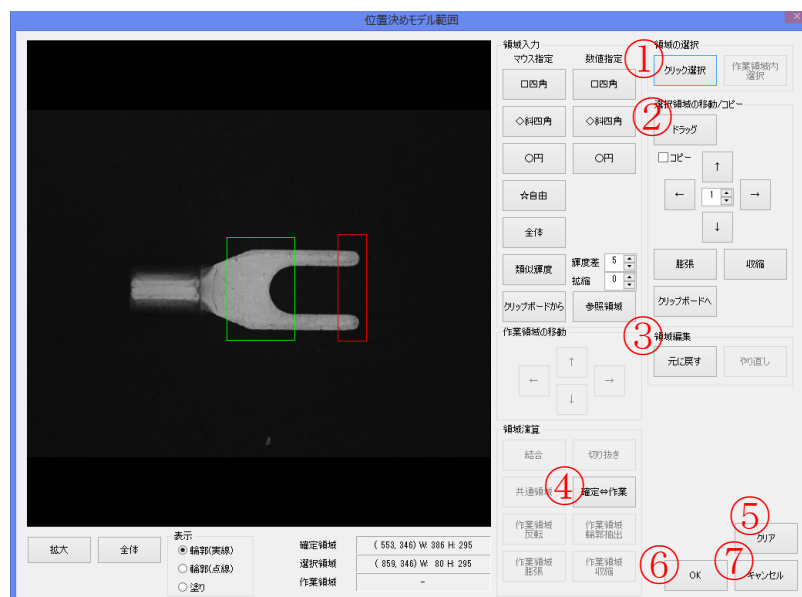 位置決めモデル範囲
×
領域入力
マウス指定 数値指定
□四角 □四角
◇斜四角 ◇斜四角
○円 ○円
☆自由
全体
類似輝度 輝度差 5
拡縮 0
クリップボードから 参照領域
作業領域の移動
↑
← →
↓
領域演算
結合 切り抜き
共通領域 ④ 確定⇔作業
作業領域
反転
作業領域
輪郭抽出
作業領域
膨張
作業領域
収縮
① 領域の選択
クリック選択
作業領域内
選択
② 選択領域の移動/コピー
ドラッグ
コピー
↑
← 1 →
↓
膨張 収縮
クリップボードへ
③ 領域編集
元に戻す やり直し
⑤ クリア
⑥ OK ⑦ キャンセル
拡大 全体
表示
輪郭(実線)
輪郭(点線)
塗り
確定領域 ( 553, 346) W: 386 H: 295
選択領域 ( 859, 346) W: 80 H: 295
作業領域 -